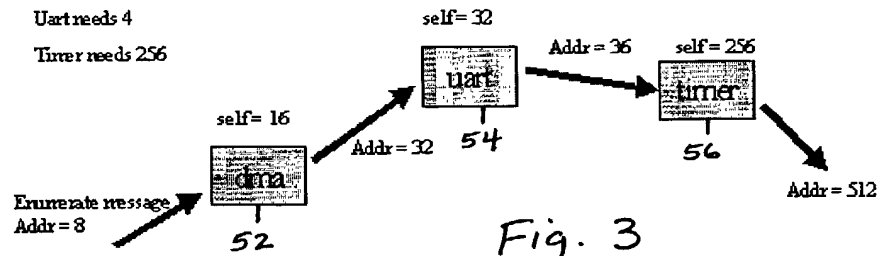 Uart needs 4
Timer needs 256
self= 32
uart
54
Addr = 36
self= 256
timer
56
Addr = 512
self= 16
dma
52
Addr = 32
Enumerate message
Addr = 8
Fig. 3